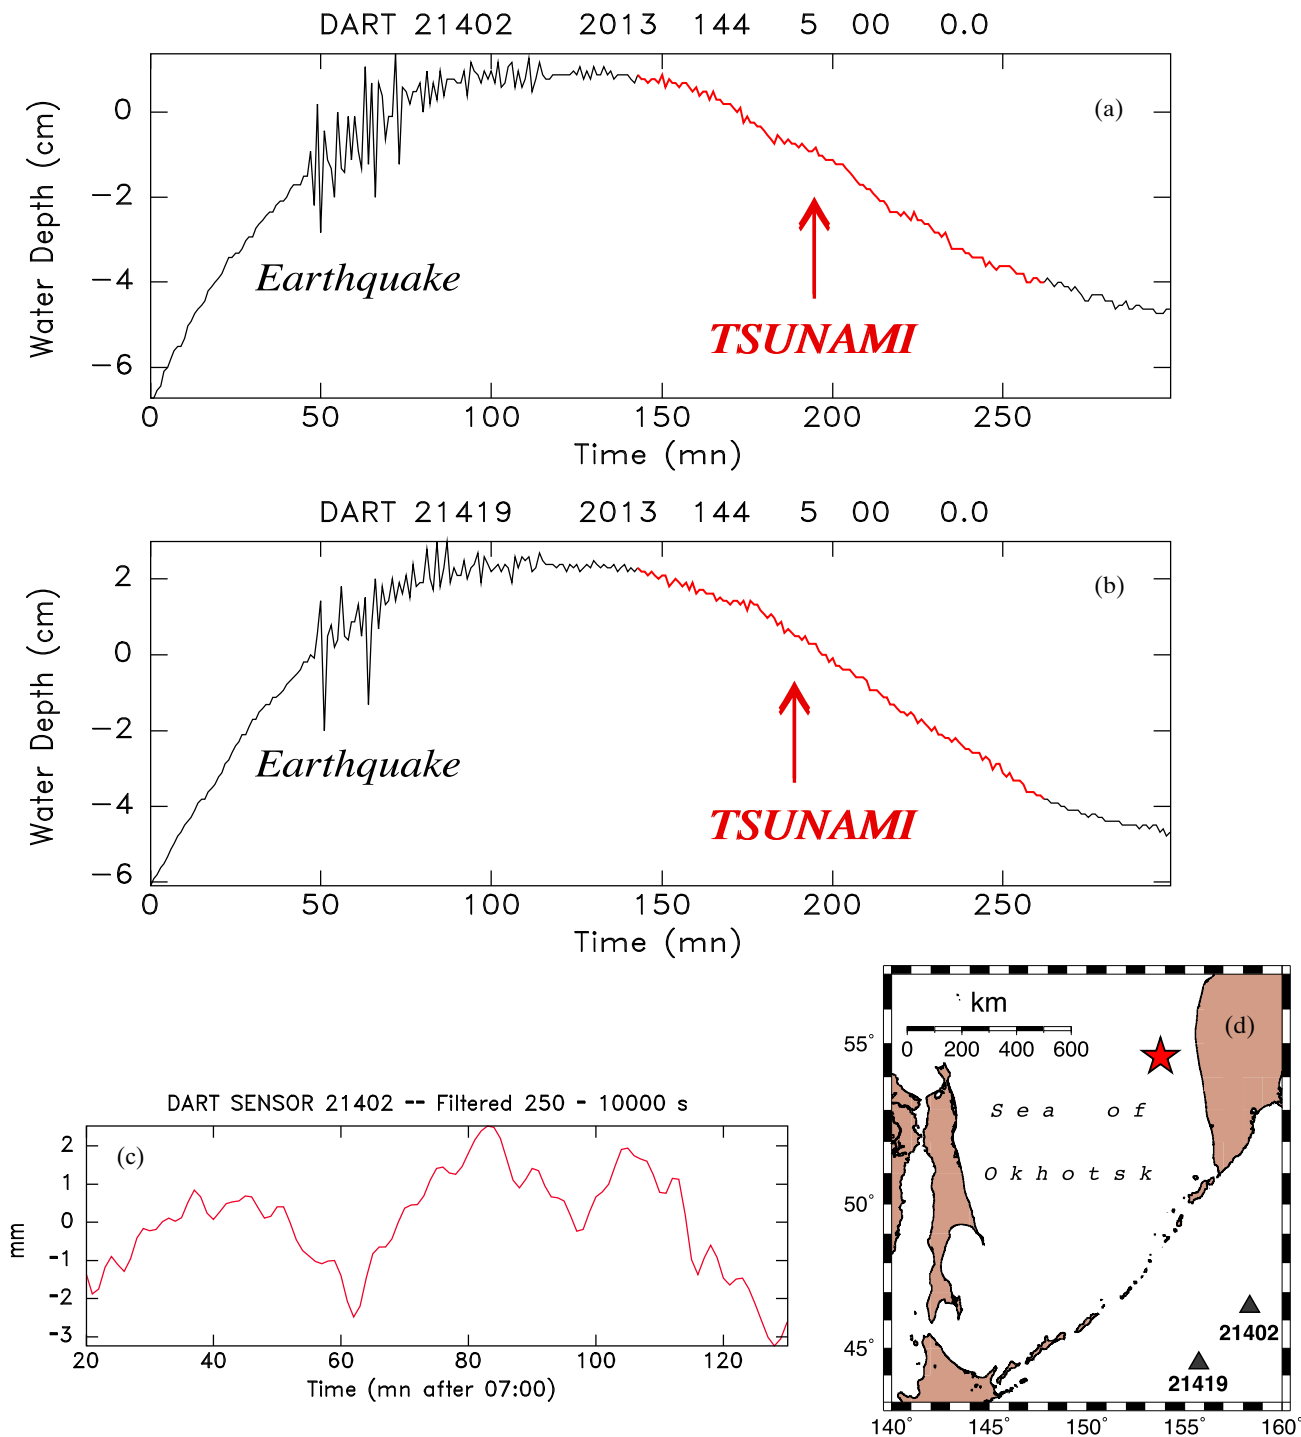 DART 21402 2013 144 5 00 0.0
(a)
Water Depth (cm)
0
−2
−4
−6
Earthquake
TSUNAMI
0 50 100 150 200 250
Time (mn)
DART 21419 2013 144 5 00 0.0
(b)
Water Depth (cm)
2
0
−2
−4
−6
Earthquake
TSUNAMI
0 50 100 150 200 250
Time (mn)
DART SENSOR 21402 -- Filtered 250 - 10000 s
(c)
mm
2
1
0
-1
-2
-3
20 40 60 80 100 120
Time (mn after 07:00)
km
0 200 400 600
(d)
55°
50°
45°
Sea of
Okhotsk
21402
21419
140° 145° 150° 155° 160°